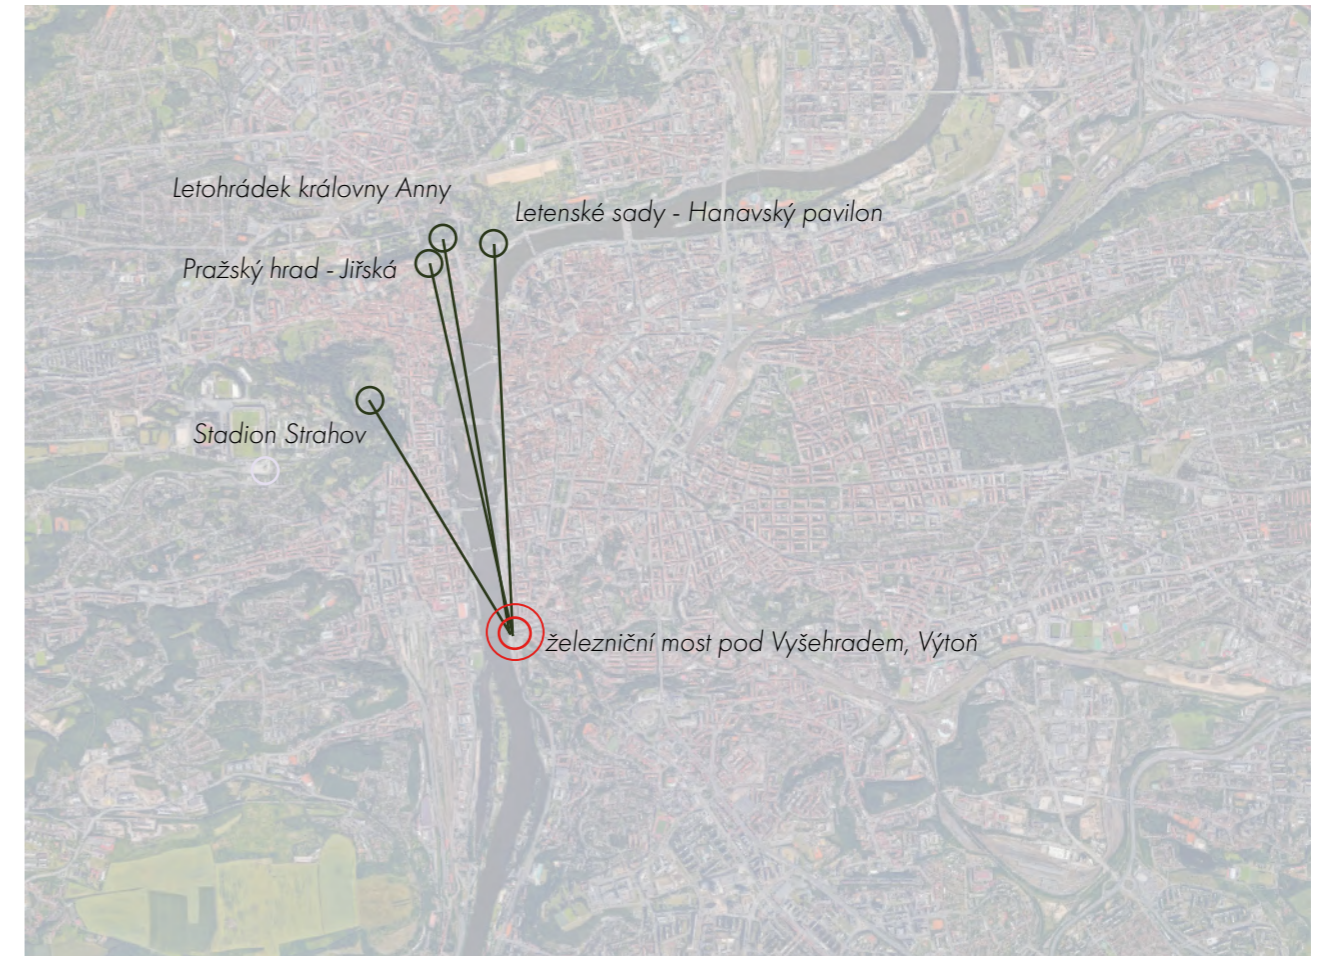 Letohrádek královny Anny
Letenské sady - Hanavský pavilon
Pražský hrad - Jiřská
Stadion Strahov
železniční most pod Vyšehradem, Výtoň